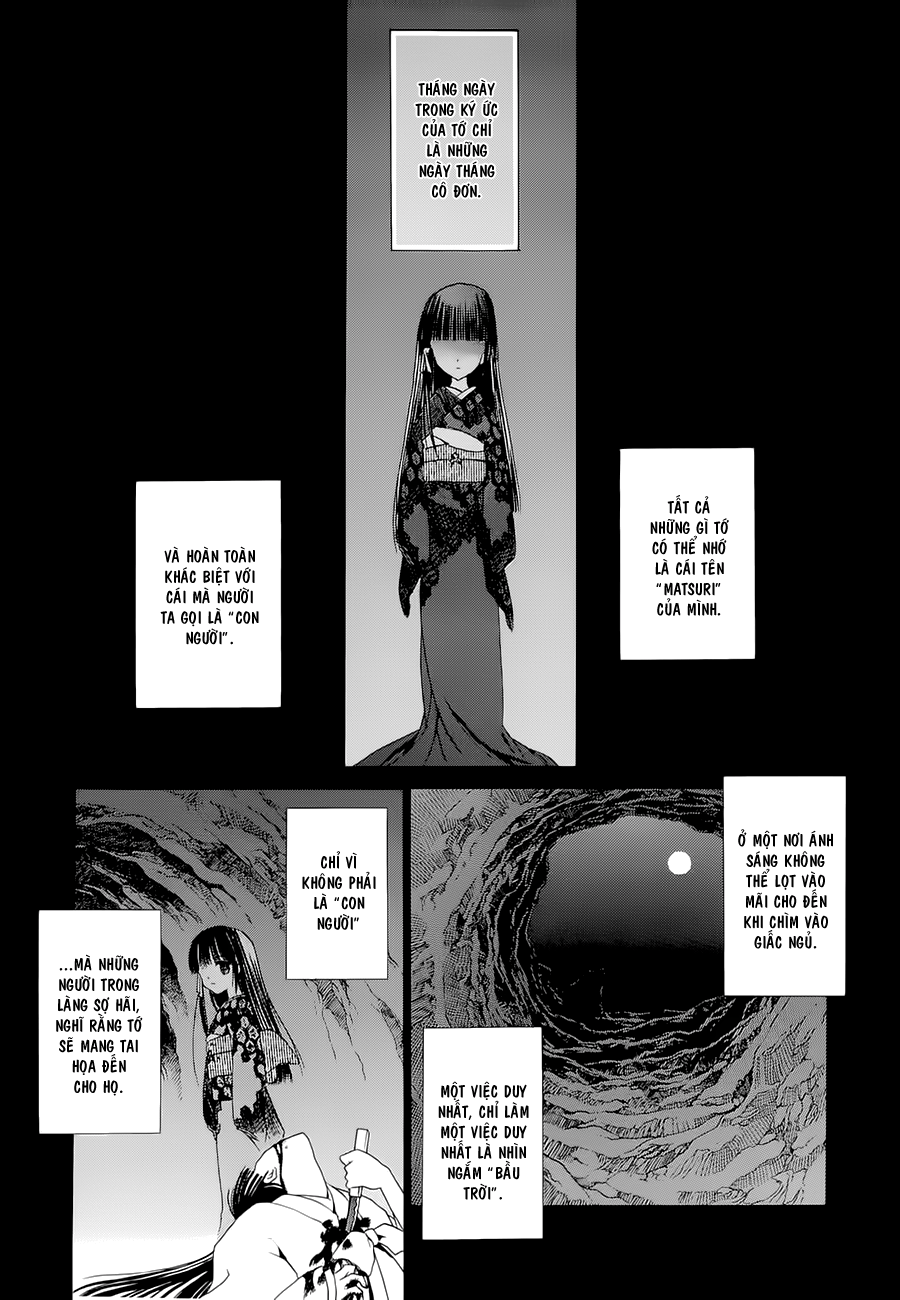 THÁNG NGÀY
TRONG KÝ ỨC
CỦA TỚ CHỈ
LÀ NHỮNG
NGÀY THÁNG
CÔ ĐƠN.
TẤT CẢ
NHỮNG GÌ TỚ
CÓ THỂ NHỚ
LÀ CÁI TÊN
“MATSURI”
CỦA MÌNH.
VÀ HOÀN TOÀN
KHÁC BIỆT VỚI
CÁI MÀ NGƯỜI
TA GỌI LÀ “CON
NGƯỜI”.
Ở MỘT NƠI ÁNH
SÁNG KHÔNG
THỂ LỌT VÀO
MÃI CHO ĐẾN
KHI CHÌM VÀO
GIẤC NGỦ.
MỘT VIỆC DUY
NHẤT, CHỈ LÀM
MỘT VIỆC DUY
NHẤT LÀ NHÌN
NGẮM “BẦU
TRỜI”.
CHỈ VÌ
KHÔNG PHẢI
LÀ “CON
NGƯỜI”
...MÀ NHỮNG
NGƯỜI TRONG
LÀNG SỢ HÃI,
NGHĨ RẰNG TỚ
SẼ MANG TAI
HỌA ĐẾN
CHO HỌ.